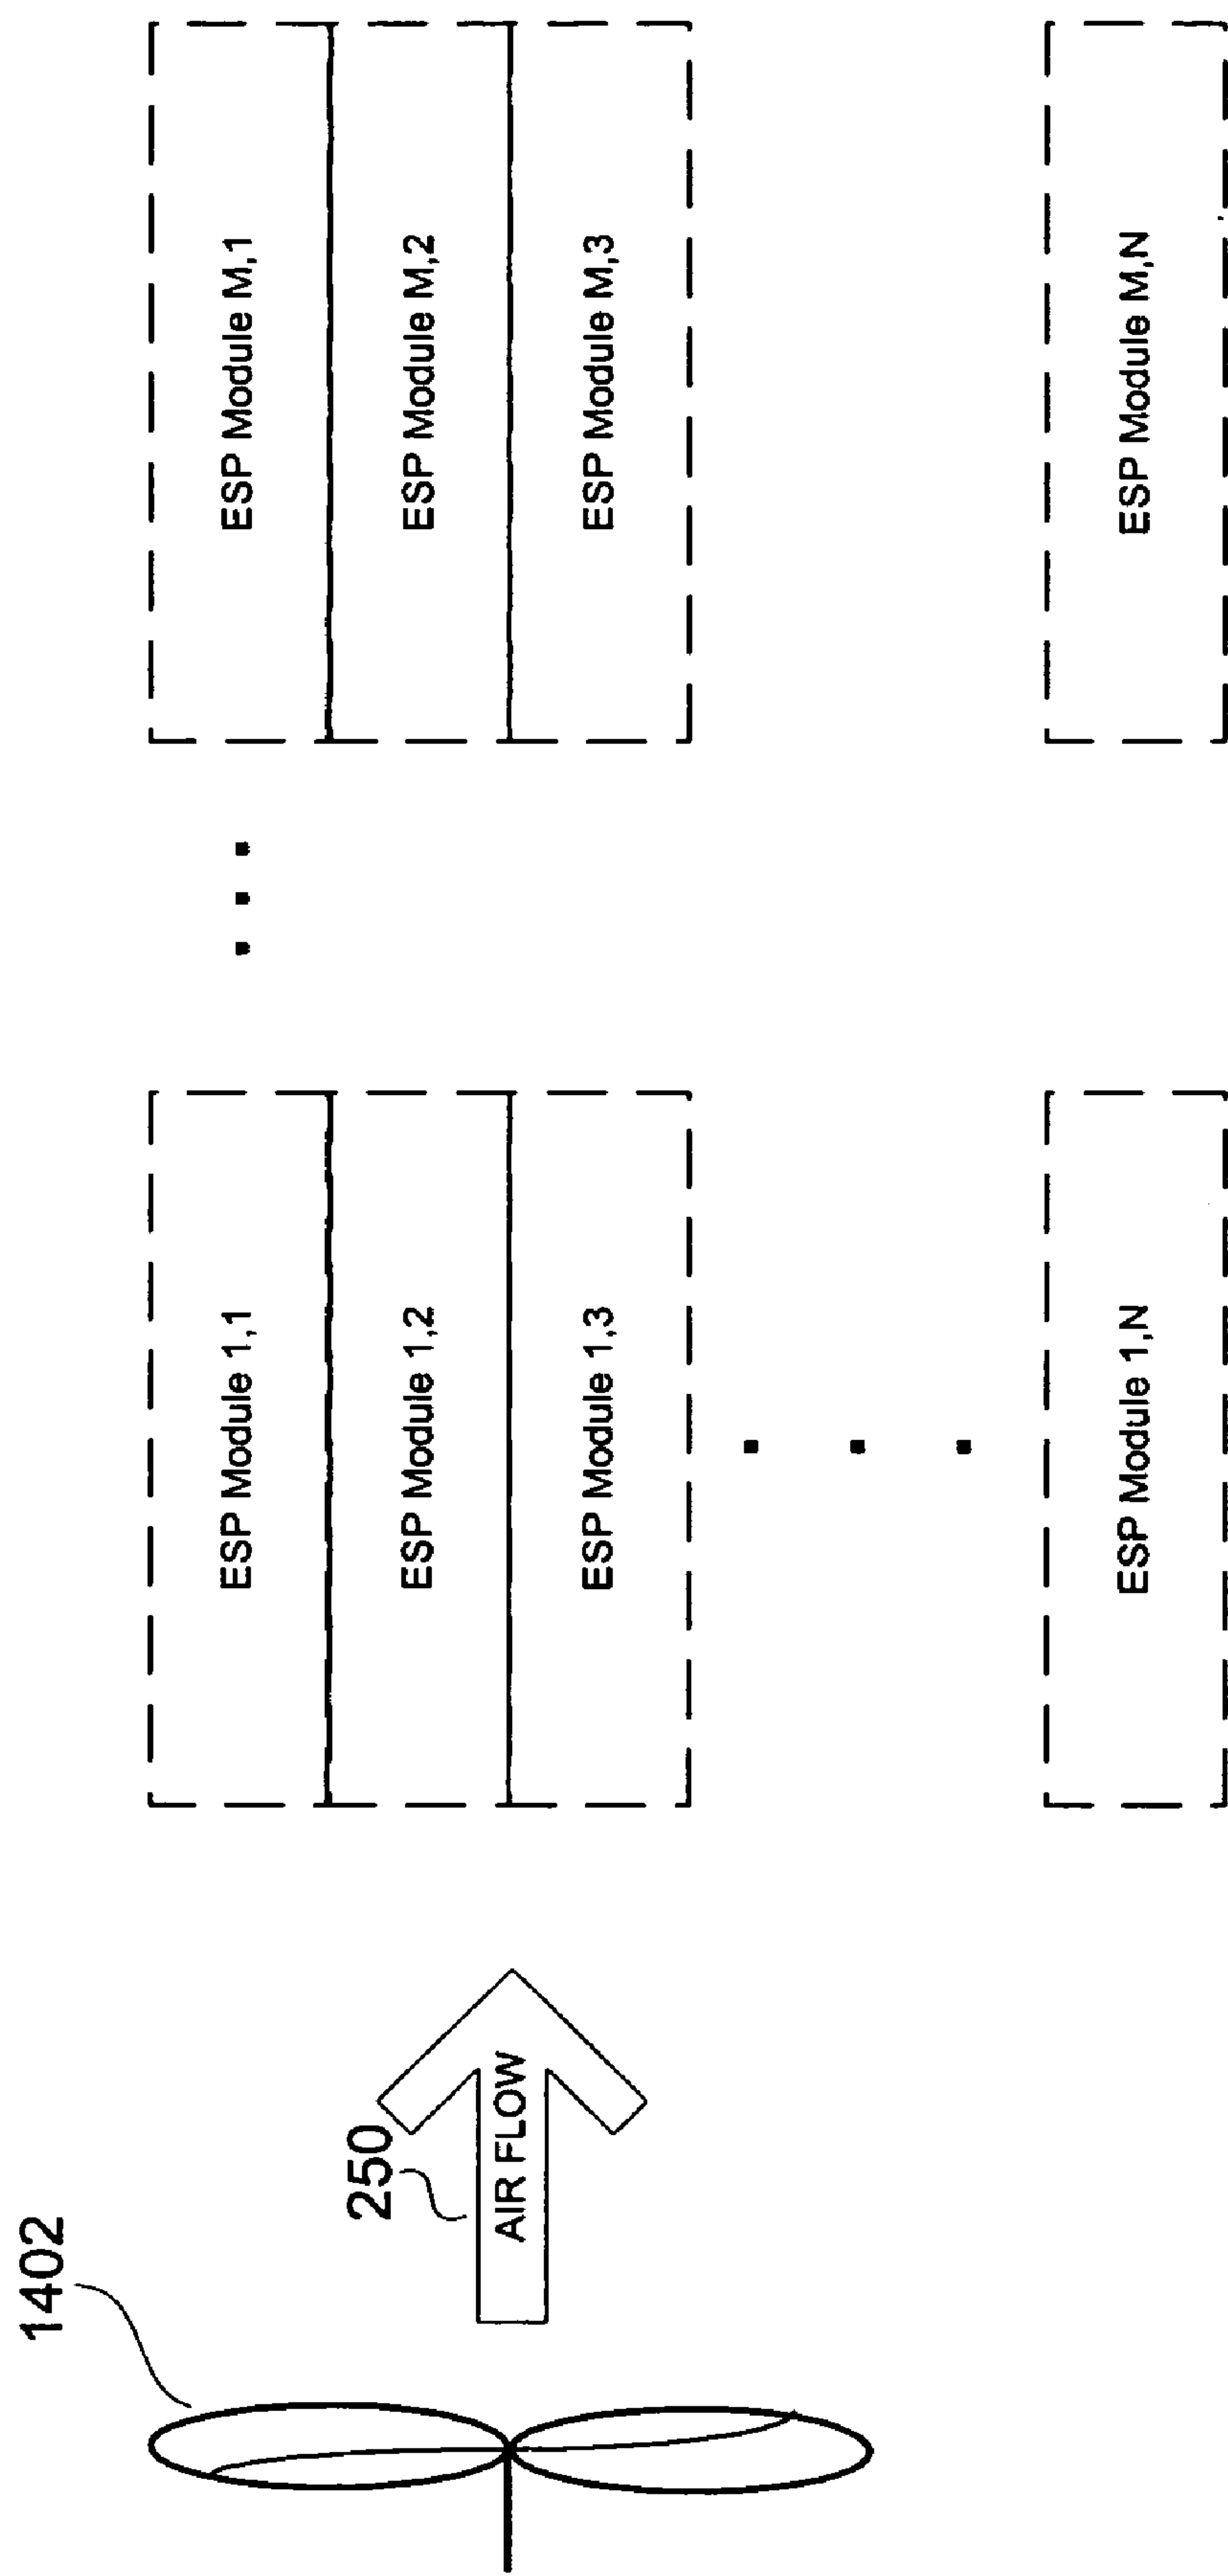 1402
250
AIR FLOW
ESP Module 1,1
ESP Module 1,2
ESP Module 1,3
ESP Module 1,N
ESP Module M,1
ESP Module M,2
ESP Module M,3
ESP Module M,N